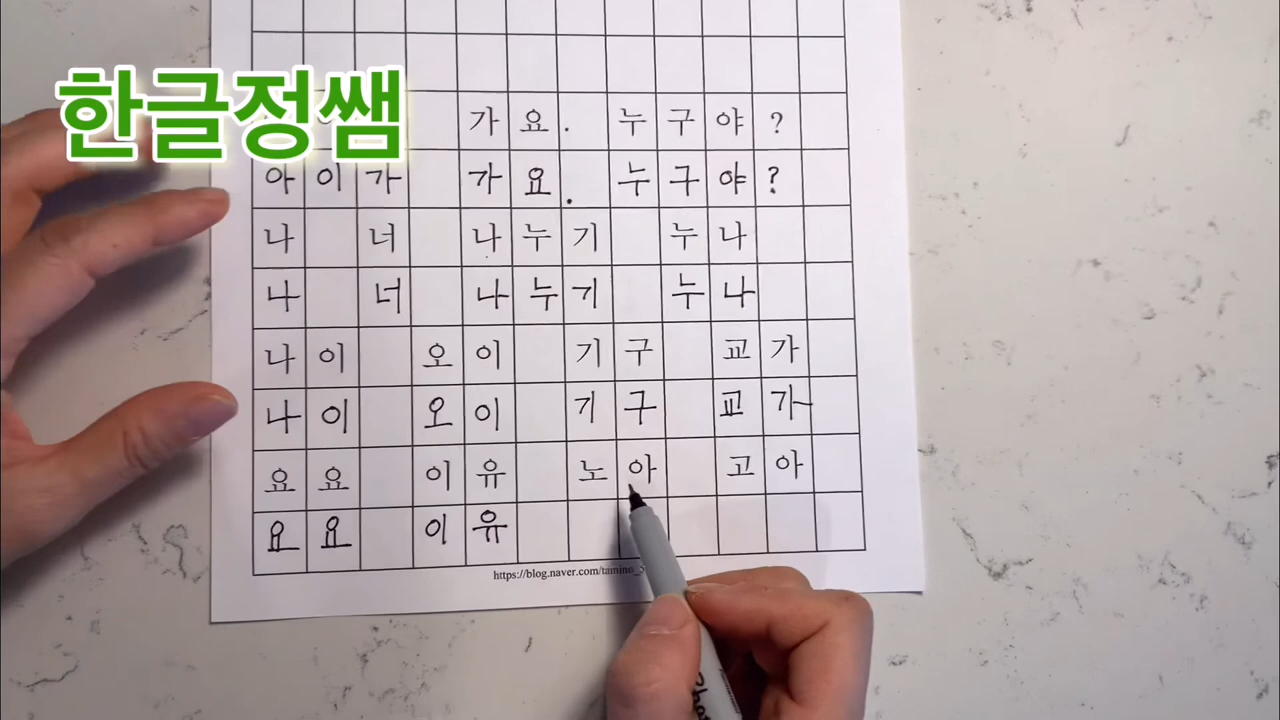 한글정쌤
가 요. 누구야?
아이가 가요. 누구야?
나 너 나누기 누나
나 너 나누기 누나
나이 오이 기구 교가
나이 오이 기구 교가
요요 이유 노아 고아
요요 이유
https://blog.naver.com/tamino_